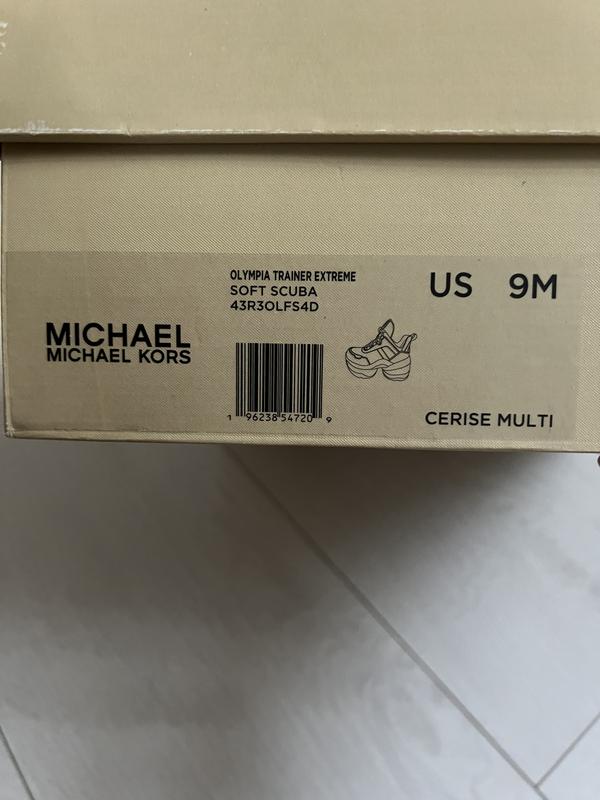 OLYMPIA TRAINER EXTREME
SOFT SCUBA
43R3OLFS4D
US 9M
MICHAEL
MICHAEL KORS
1 96238 54720 9
CERISE MULTI